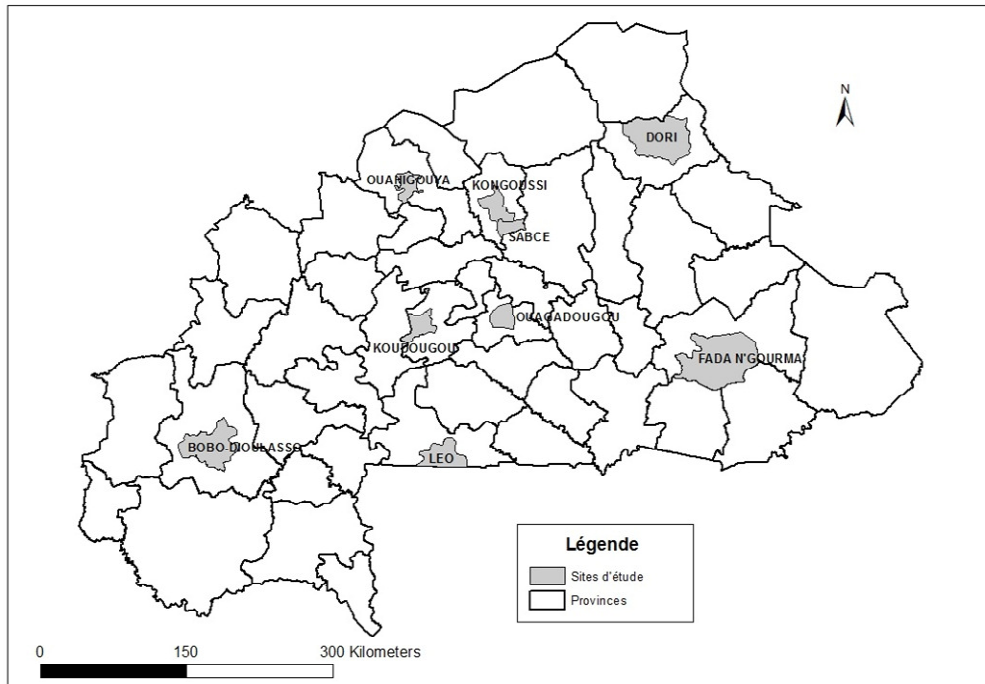 N
DORI
OUAHIGOUYA
KONGOUSSI
SABCE
OUAGADOUGOU
KOUDOUGOU
FADA N'GOURMA
BOBO-DIOULASSO
LEO
Légende
Sites d'étude
Provinces
0 150 300 Kilometers